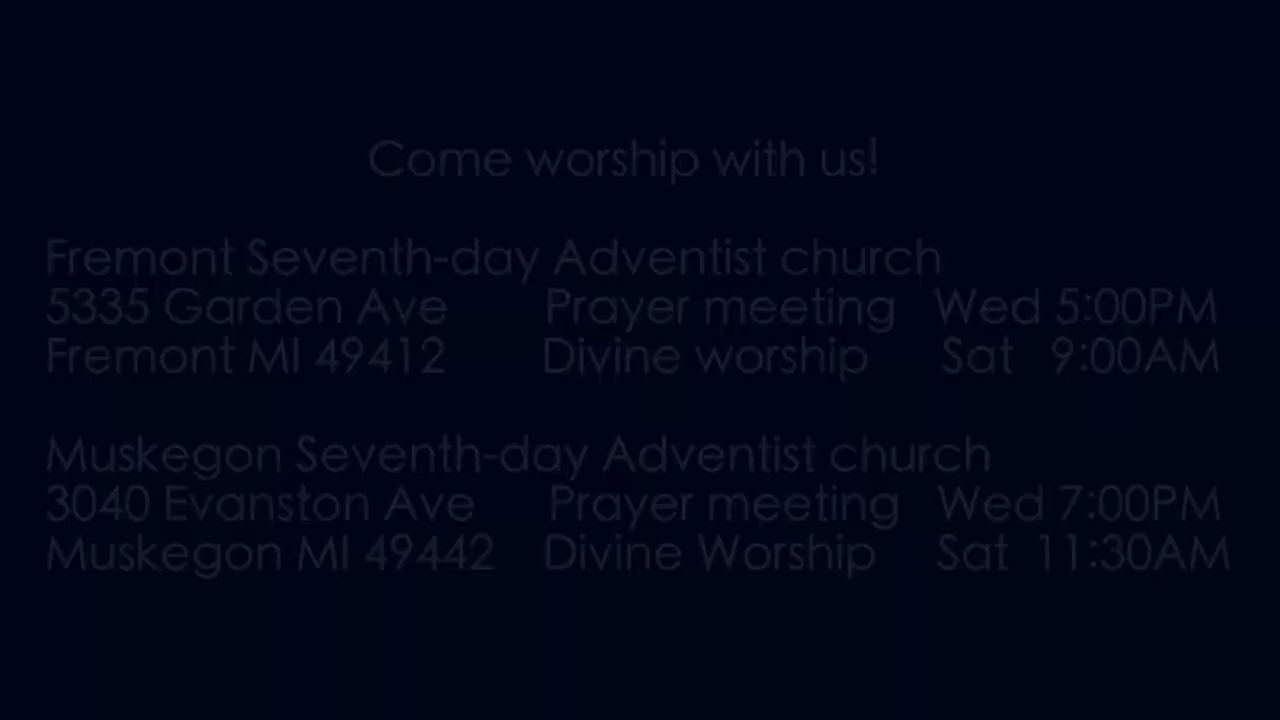 Come worship with us!
Fremont Seventh-day Adventist church
5335 Garden Ave Prayer meeting Wed 5:00PM
Fremont MI 49412 Divine worship Sat 9:00AM
Muskegon Seventh-day Adventist church
3040 Evanston Ave Prayer meeting Wed 7:00PM
Muskegon MI 49442 Divine Worship Sat 11:30AM